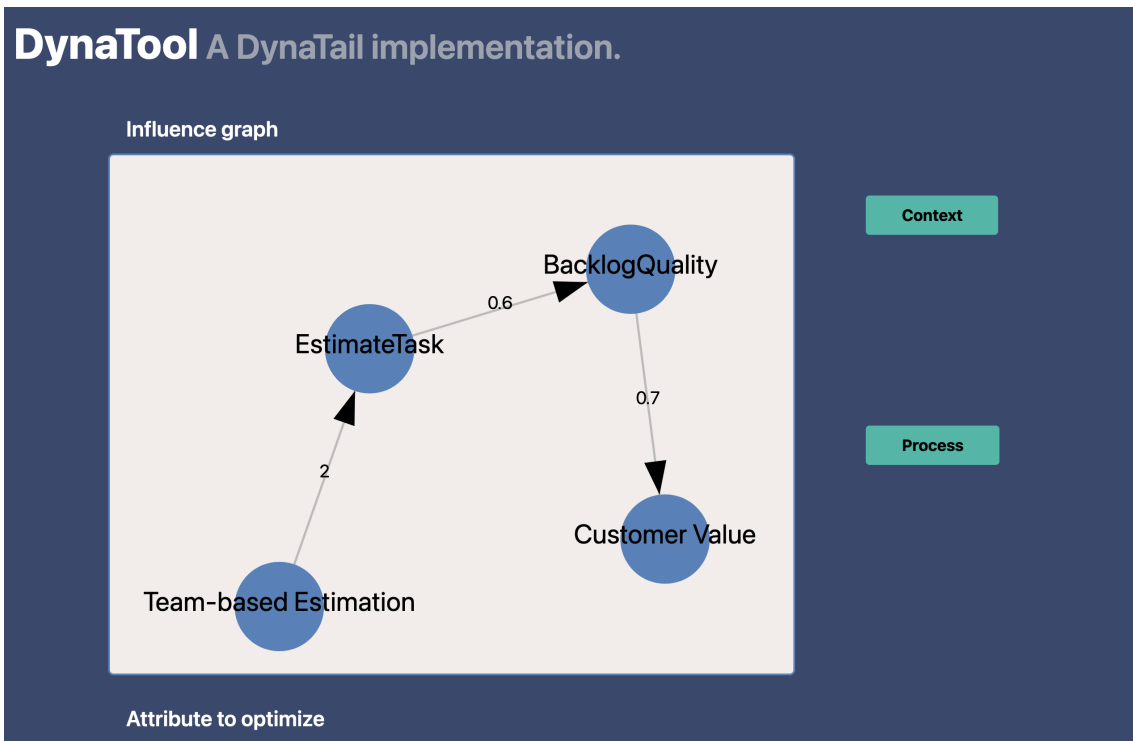 DynaTool A DynaTail implementation.
Influence graph
Context
BacklogQuality
0.6
EstimateTask
0.7
Process
2
Customer Value
Team-based Estimation
Attribute to optimize